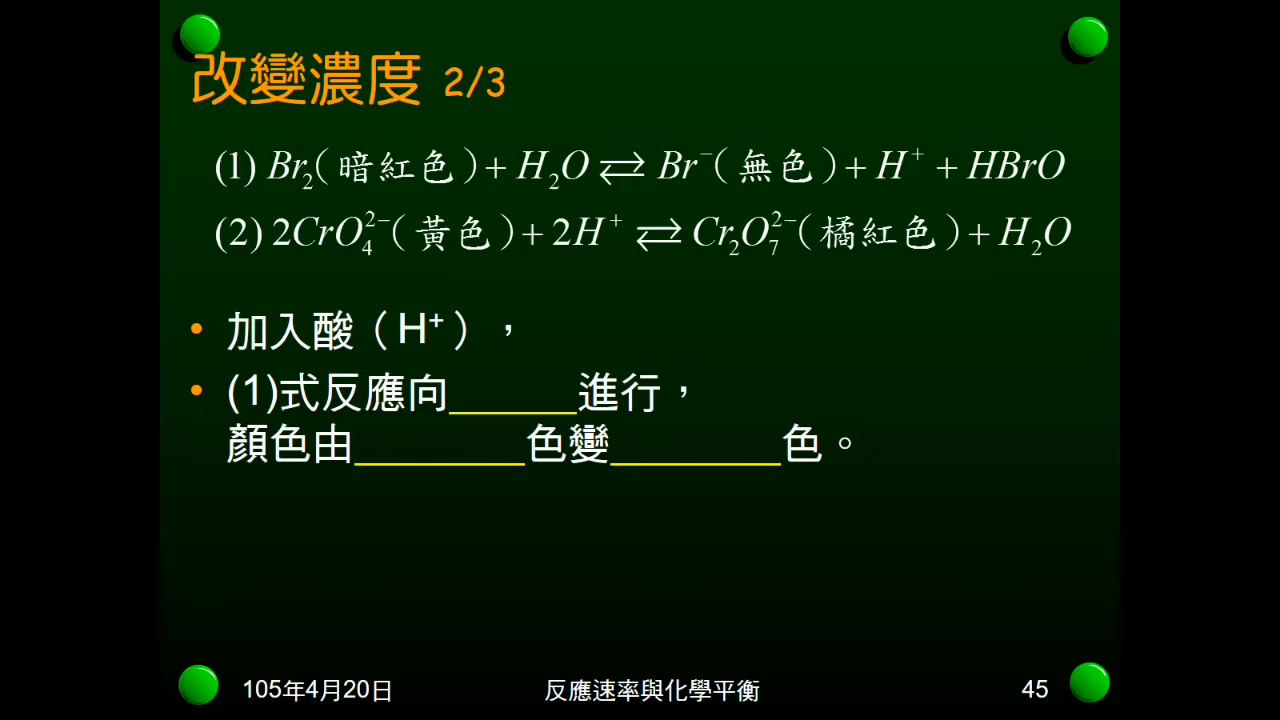 改變濃度 2/3
(1) Br₂(暗紅色)+ H₂O ⇌ Br⁻(無色)+ H⁺ + HBrO
(2) 2CrO₄²⁻(黃色)+ 2H⁺ ⇌ Cr₂O₇²⁻(橘紅色)+ H₂O
• 加入酸（H⁺），
• (1)式反應向______進行，
顏色由________色變________色。
105年4月20日 反應速率與化學平衡 45